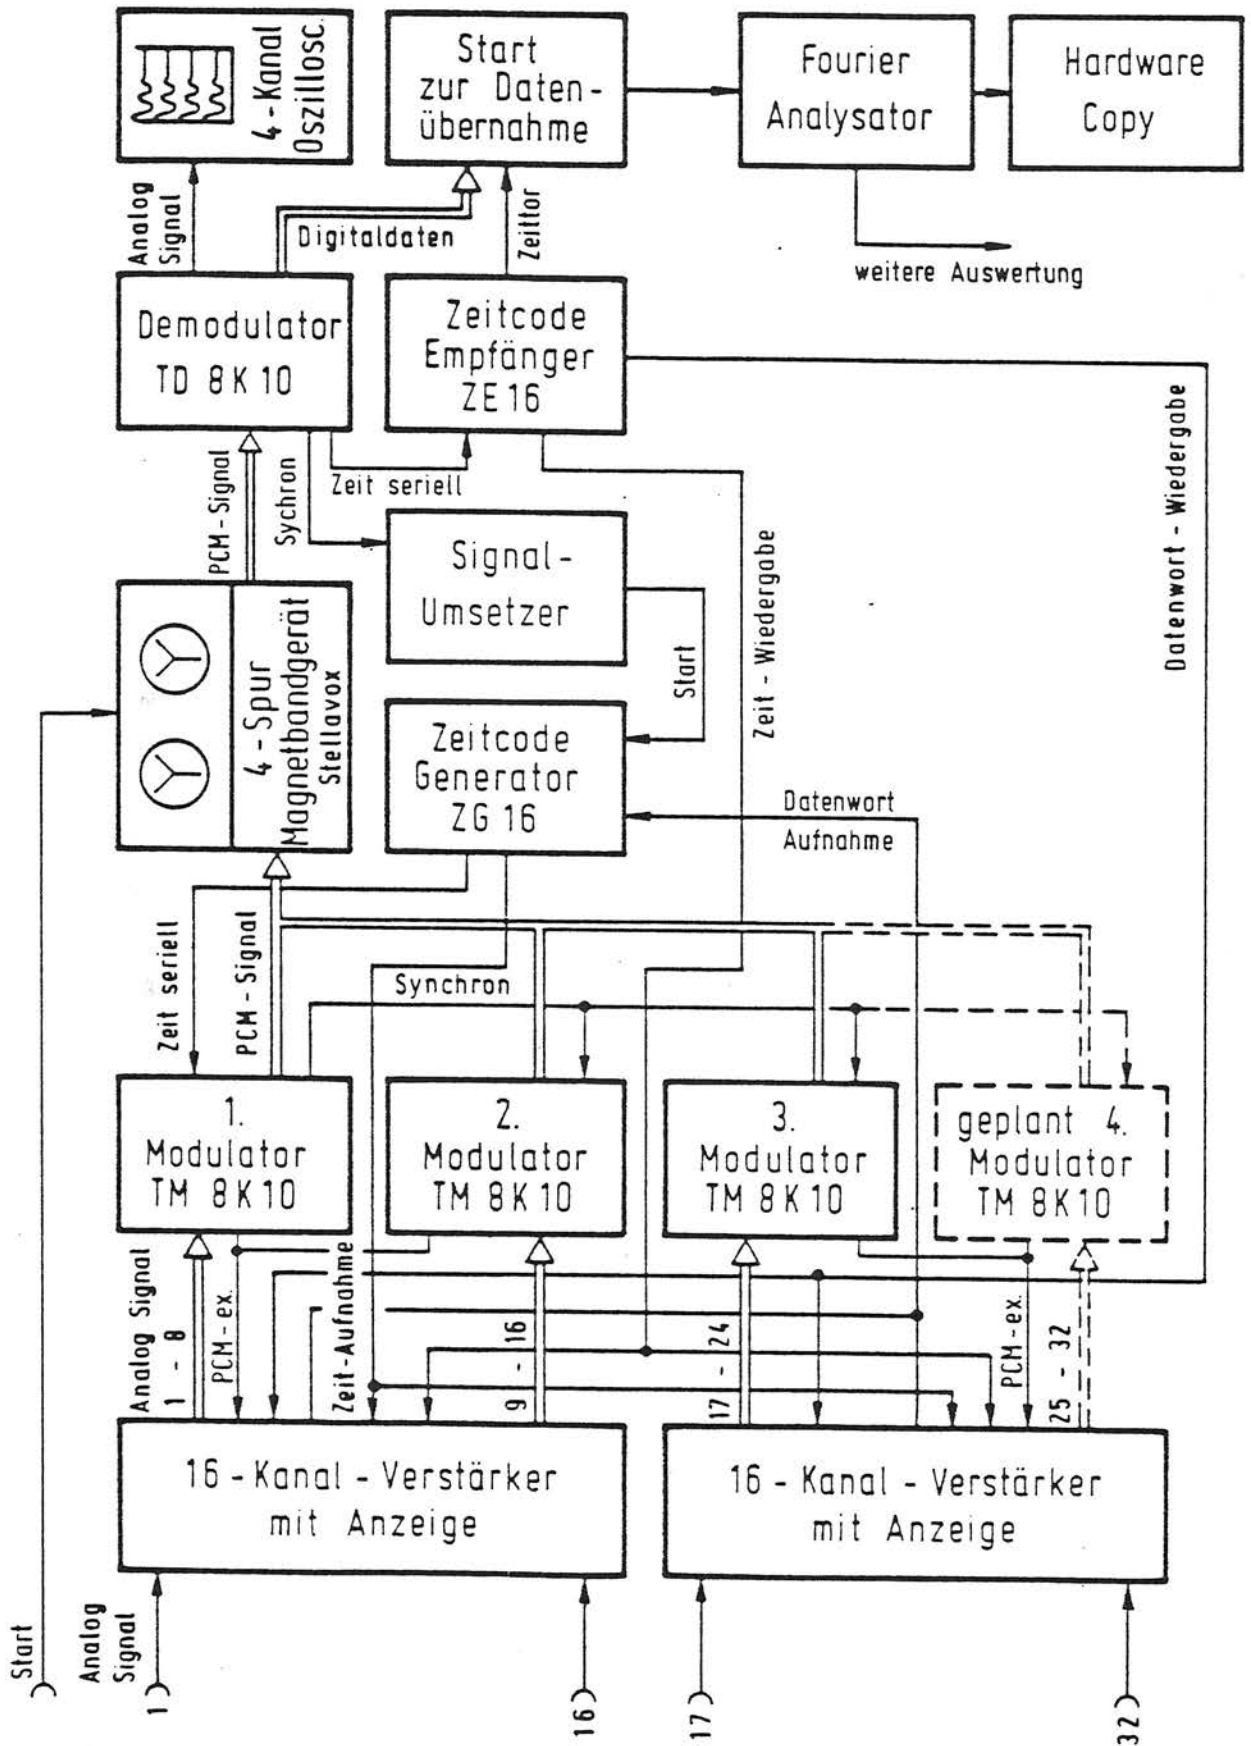 4-Kanal
Oszillosc.
Start
zur Daten-
übernahme
Fourier
Analysator
Hardware
Copy
Analog
Signal
Digitaldaten
Zeittor
weitere Auswertung
Demodulator
TD 8K10
Zeitcode
Empfänger
ZE16
PCM-Signal
Sychron
Zeit seriell
Datenwort - Wiedergabe
4-Spur
Magnetbandgerät
Stellavox
Signal-
Umsetzer
Start
Zeit - Wiedergabe
Zeitcode
Generator
ZG 16
Datenwort
Aufnahme
Zeit seriell
PCM-Signal
Synchron
1.
Modulator
TM 8K10
2.
Modulator
TM 8K10
3.
Modulator
TM 8K10
geplant 4.
Modulator
TM 8K10
Analog Signal
1 - 8
PCM-ex.
Zeit-Aufnahme
9 - 16
17 - 24
PCM-ex.
25 - 32
16-Kanal-Verstärker
mit Anzeige
16-Kanal-Verstärker
mit Anzeige
Start
Analog
Signal
1
16
17
32